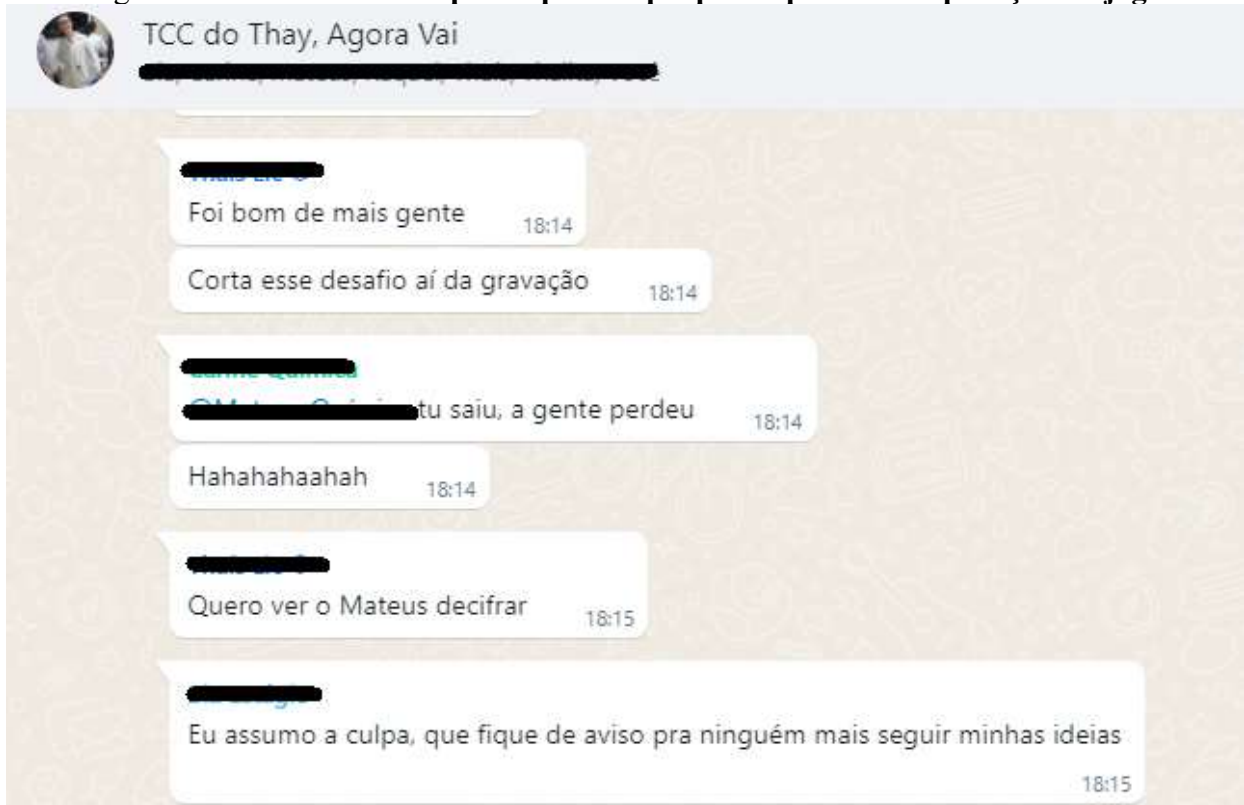 TCC do Thay, Agora Vai
Foi bom de mais gente 18:14
Corta esse desafio aí da gravação 18:14
tu saiu, a gente perdeu 18:14
Hahahahaahah 18:14
Quero ver o Mateus decifrar 18:15
Eu assumo a culpa, que fique de aviso pra ninguém mais seguir minhas ideias
18:15